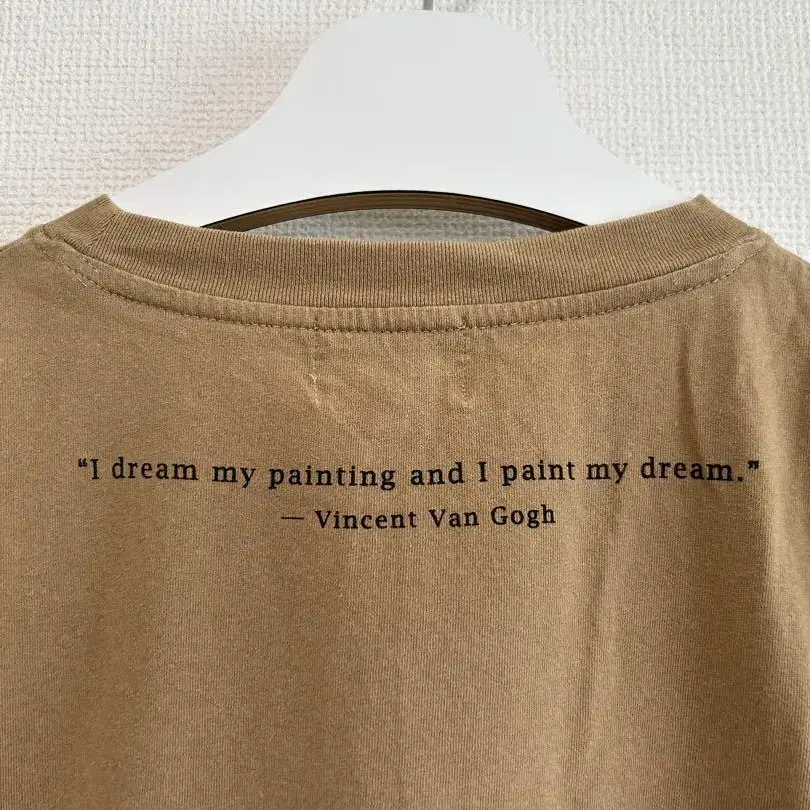 “I dream my painting and I paint my dream.”
— Vincent Van Gogh